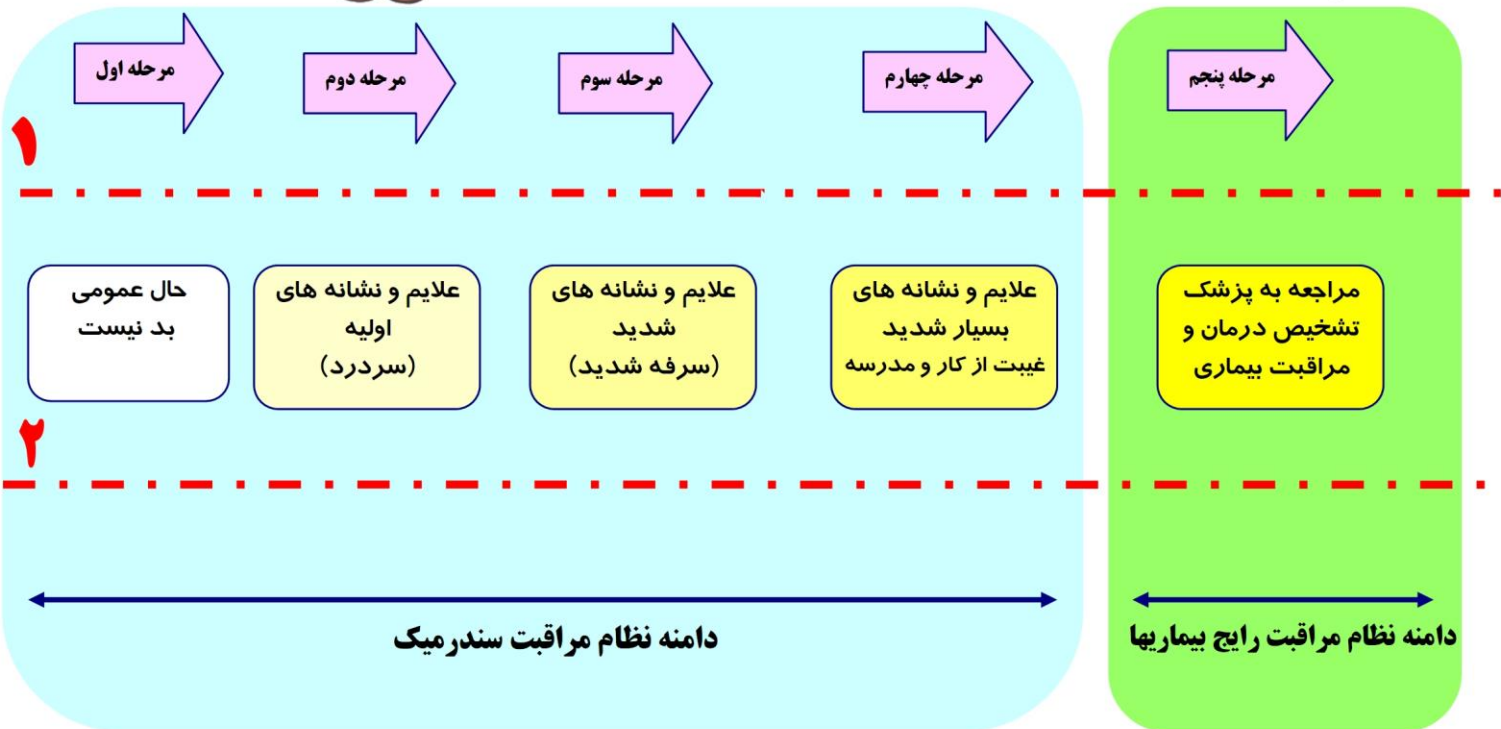 مرحله اول
مرحله دوم
مرحله سوم
مرحله چهارم
مرحله پنجم
۱
حال عمومی
بد نیست
علایم و نشانه های
اولیه
(سردرد)
علایم و نشانه های
شدید
(سرفه شدید)
علایم و نشانه های
بسیار شدید
غیبت از کار و مدرسه
مراجعه به پزشک
تشخیص درمان و
مراقبت بیماری
۲
دامنه نظام مراقبت سندرمیک
دامنه نظام مراقبت رایج بیماریها